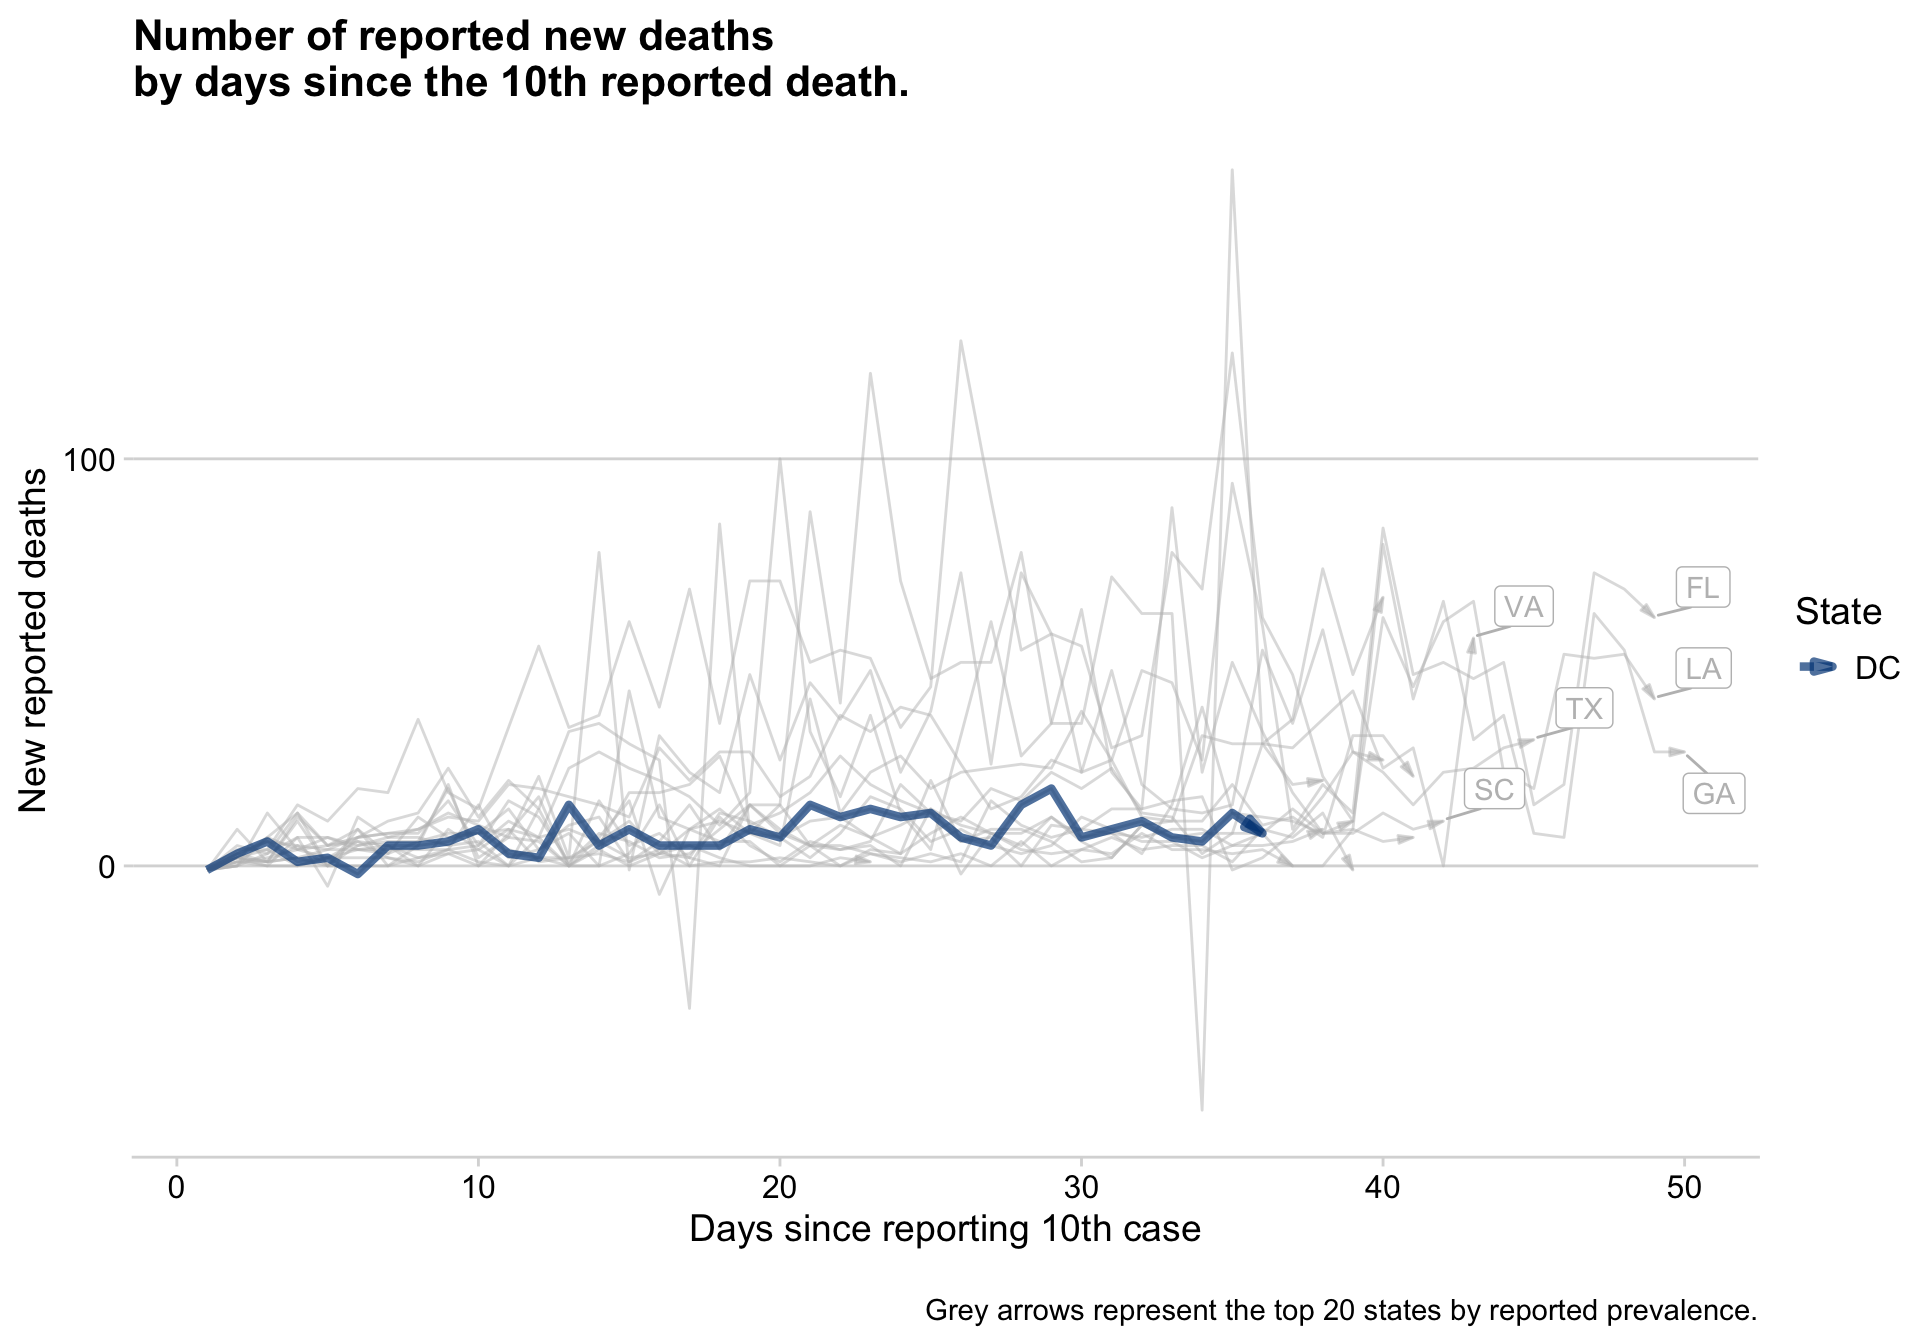 Number of reported new deaths
by days since the 10th reported death.
New reported deaths
100
0
VA
FL
LA
TX
SC
GA
State
DC
0 10 20 30 40 50
Days since reporting 10th case
Grey arrows represent the top 20 states by reported prevalence.